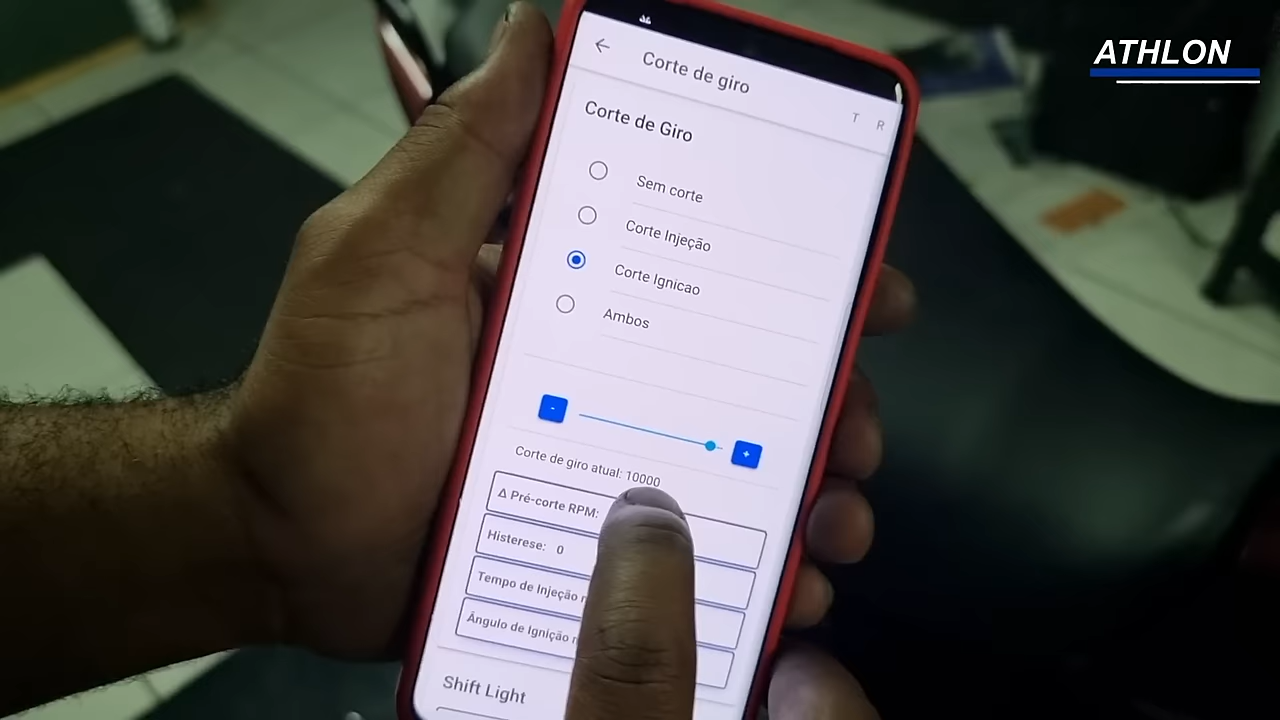 ATHLON
Corte de giro
T R
Corte de Giro
Sem corte
Corte Injeção
Corte Ignicao
Ambos
-
+
Corte de giro atual: 10000
Δ Pré-corte RPM:
Histerese: 0
Tempo de Injeção
Ângulo de Ignição
Shift Light